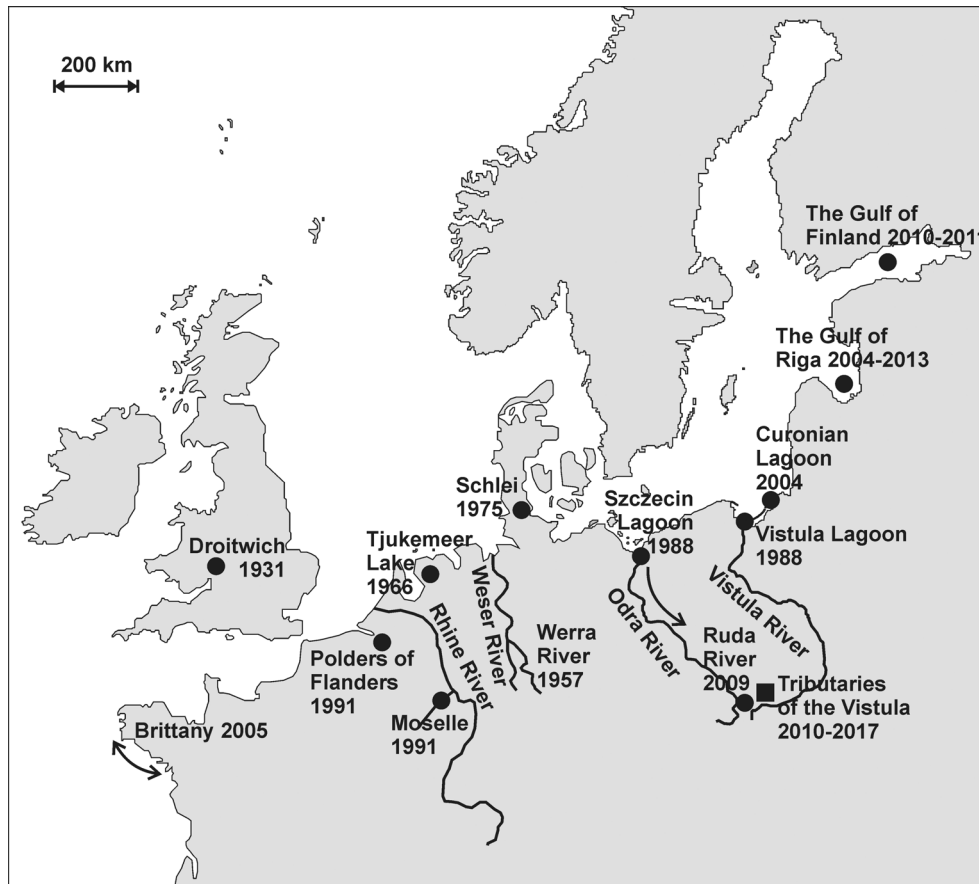 200 km
The Gulf of
Finland 2010-2011
The Gulf of
Riga 2004-2013
Curonian
Lagoon
2004
Schlei
1975
Szczecin
Lagoon
1988
Vistula Lagoon
1988
Droitwich
1931
Tjukemeer
Lake
1966
Weser River
Rhine River
Odra River
Vistula River
Werra
River
1957
Ruda
River
2009
Polders of
Flanders
1991
Tributaries
of the Vistula
2010-2017
Moselle
1991
Brittany 2005